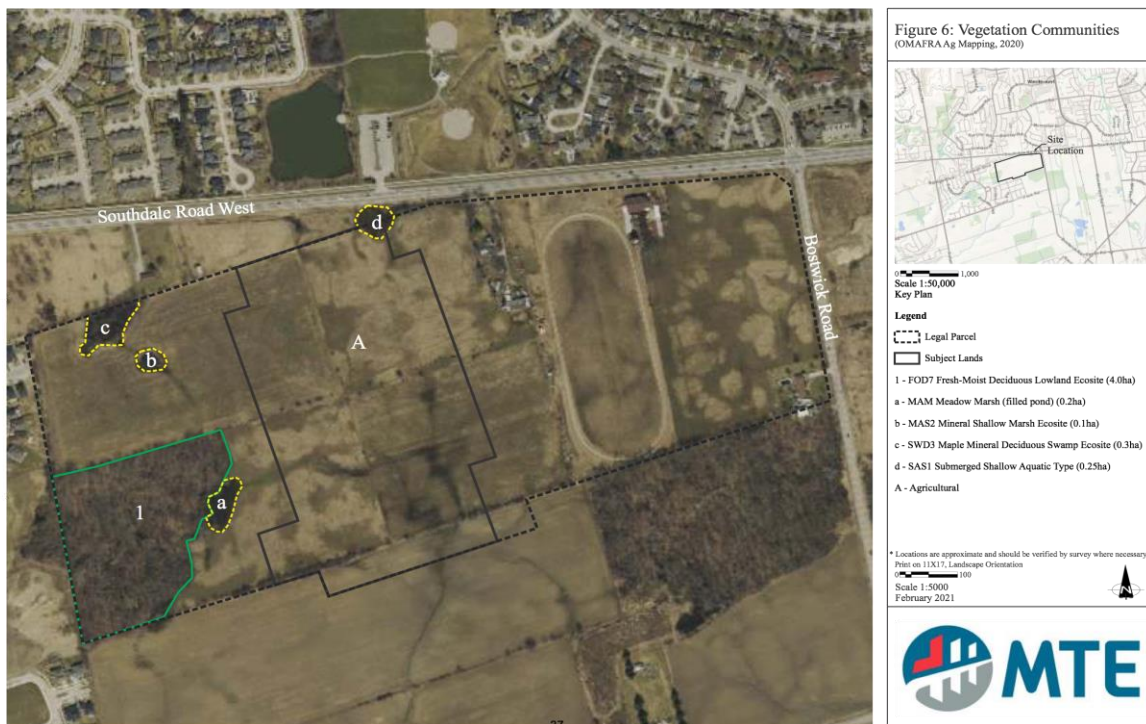 Southdale Road West
Bostwick Road
A
1
a
b
c
d
Figure 6: Vegetation Communities
(OMAFRA Ag Mapping, 2020)
Site
Location
0 1,000
Scale 1:50,000
Key Plan
Legend
Legal Parcel
Subject Lands
1 - FOD7 Fresh-Moist Deciduous Lowland Ecosite (4.0ha)
a - MAM Meadow Marsh (filled pond) (0.2ha)
b - MAS2 Mineral Shallow Marsh Ecosite (0.1ha)
c - SWD3 Maple Mineral Deciduous Swamp Ecosite (0.3ha)
d - SAS1 Submerged Shallow Aquatic Type (0.25ha)
A - Agricultural
* Locations are approximate and should be verified by survey where necessary
Print on 11X17, Landscape Orientation
0 100
Scale 1:5000
February 2021
N
MTE